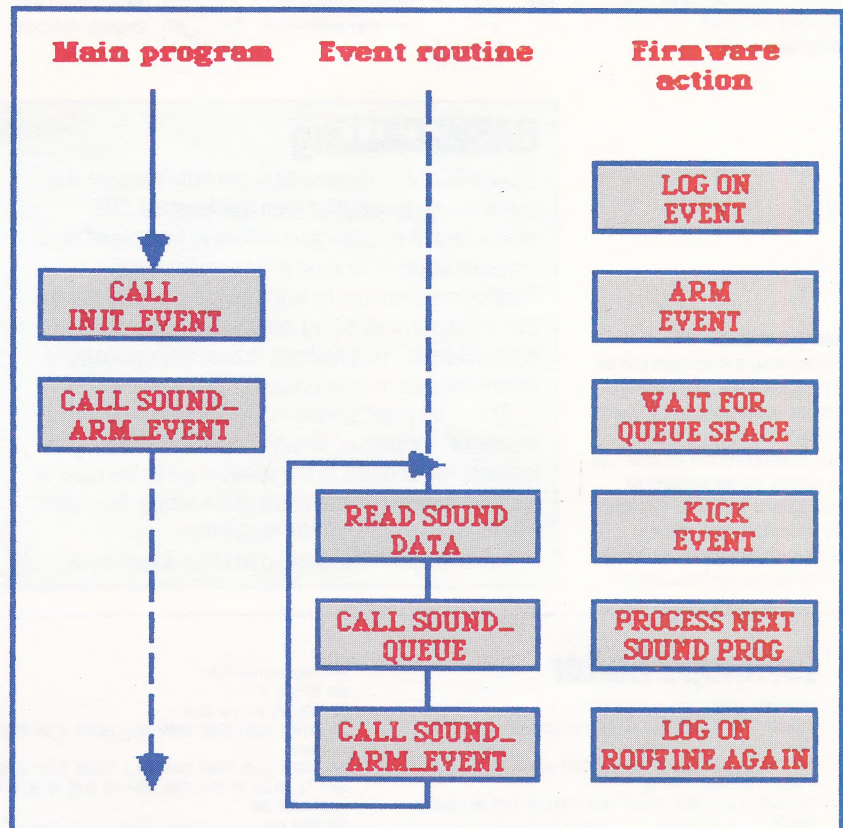 Main program
Event routine
Firmware
action
LOG ON
EVENT
CALL
INIT_EVENT
ARM
EVENT
CALL SOUND_
ARM_EVENT
WAIT FOR
QUEUE SPACE
READ SOUND
DATA
KICK
EVENT
CALL SOUND_
QUEUE
PROCESS NEXT
SOUND PROG
CALL SOUND_
ARM_EVENT
LOG ON
ROUTINE AGAIN